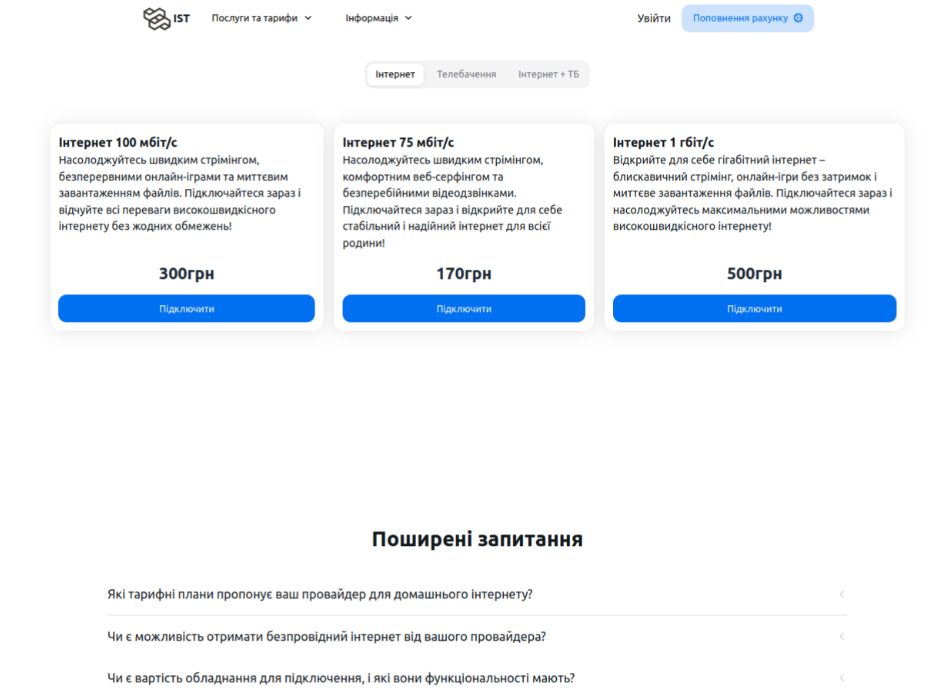 IST
Послуги та тарифи
Інформація
Увійти
Поповнення рахунку
Інтернет
Телебачення
Інтернет + ТБ
Інтернет 100 мбіт/с
Насолоджуйтесь швидким стрімінгом,
безперервними онлайн-іграми та миттєвим
завантаженням файлів. Підключайтеся зараз і
відчуйте всі переваги високошвидкісного
інтернету без жодних обмежень!
300грн
Підключити
Інтернет 75 мбіт/с
Насолоджуйтесь швидким стрімінгом,
комфортним веб-серфінгом та
безперебійними відеодзвінками.
Підключайтеся зараз і відкрийте для себе
стабільний і надійний інтернет для всієї
родини!
170грн
Підключити
Інтернет 1 гбіт/с
Відкрийте для себе гігабітний інтернет –
блискавичний стрімінг, онлайн-ігри без затримок і
миттєве завантаження файлів. Підключайтеся зараз і
насолоджуйтесь максимальними можливостями
високошвидкісного інтернету!
500грн
Підключити
Поширені запитання
Які тарифні плани пропонує ваш провайдер для домашнього інтернету?
Чи є можливість отримати безпровідний інтернет від вашого провайдера?
Чи є вартість обладнання для підключення, і які вони функціональності мають?